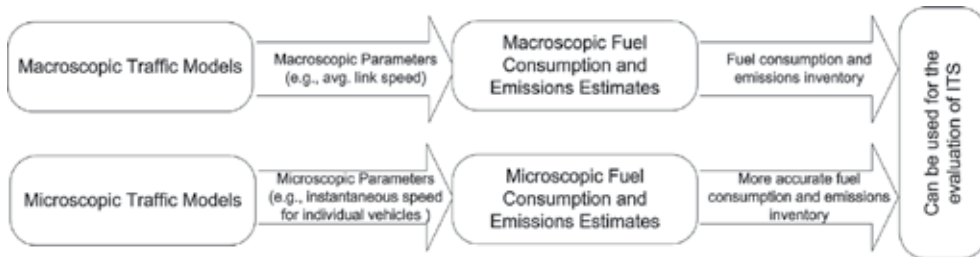 Macroscopic Traffic Models
Macroscopic Parameters
(e.g., avg. link speed)
Macroscopic Fuel
Consumption and
Emissions Estimates
Fuel consumption and
emissions inventory
Microscopic Traffic Models
Microscopic Parameters
(e.g., instantaneous speed
for individual vehicles )
Microscopic Fuel
Consumption and
Emissions Estimates
More accurate fuel
consumption and emissions
inventory
Can be used for the
evaluation of ITS